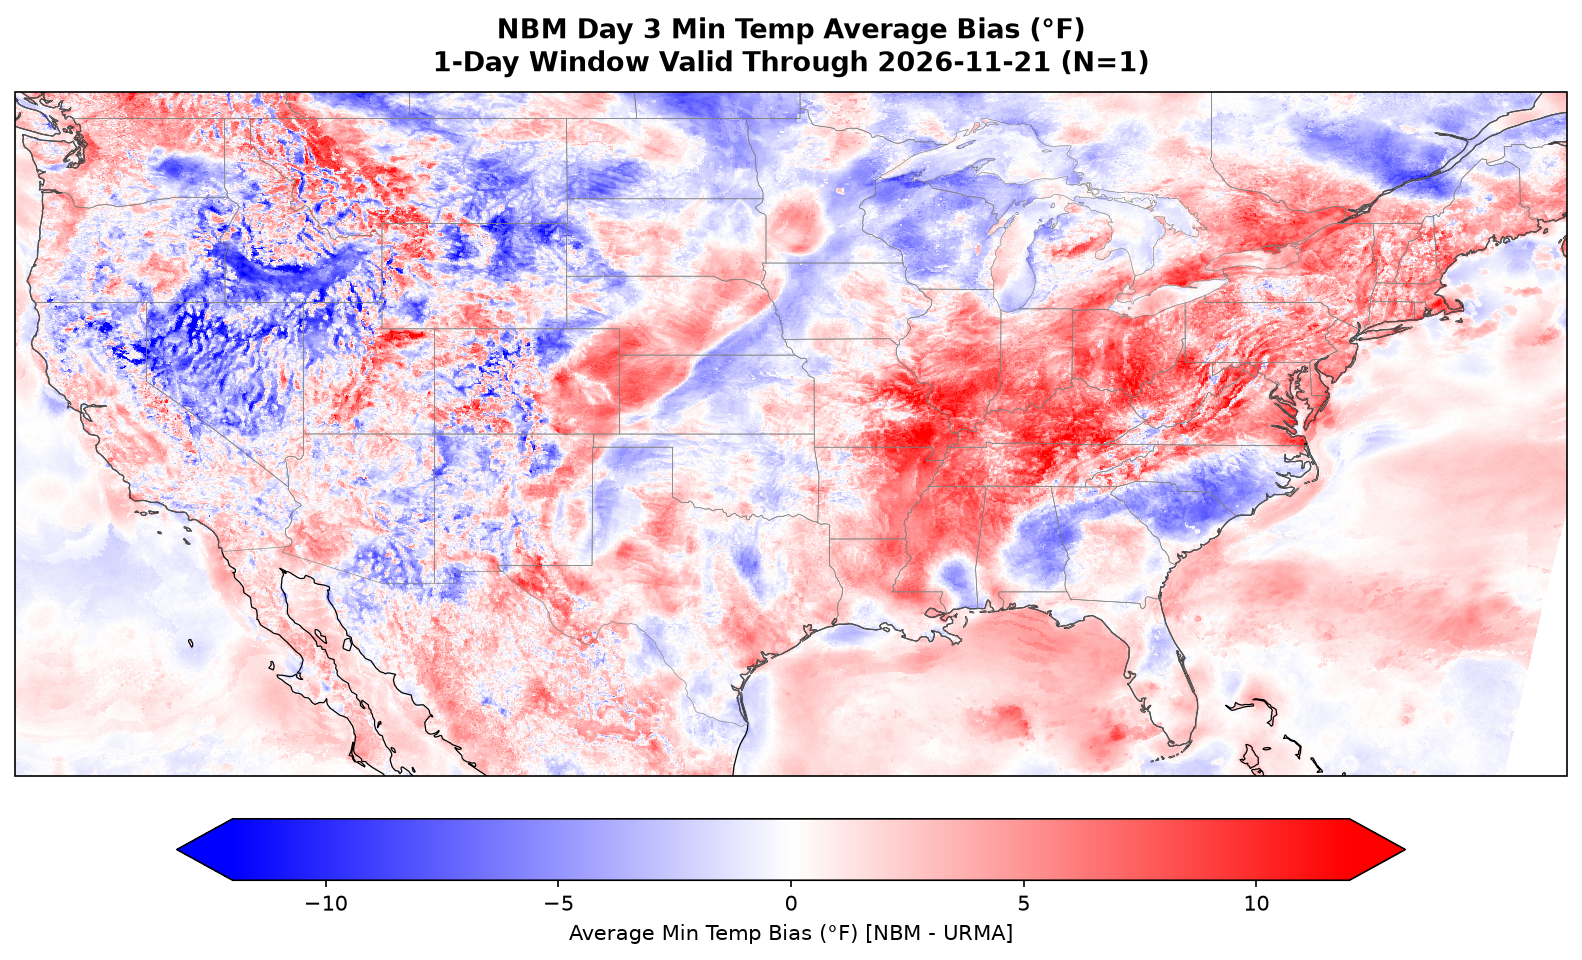 NBM Day 3 Min Temp Average Bias (°F)
1-Day Window Valid Through 2026-11-21 (N=1)
−10 −5 0 5 10
Average Min Temp Bias (°F) [NBM - URMA]